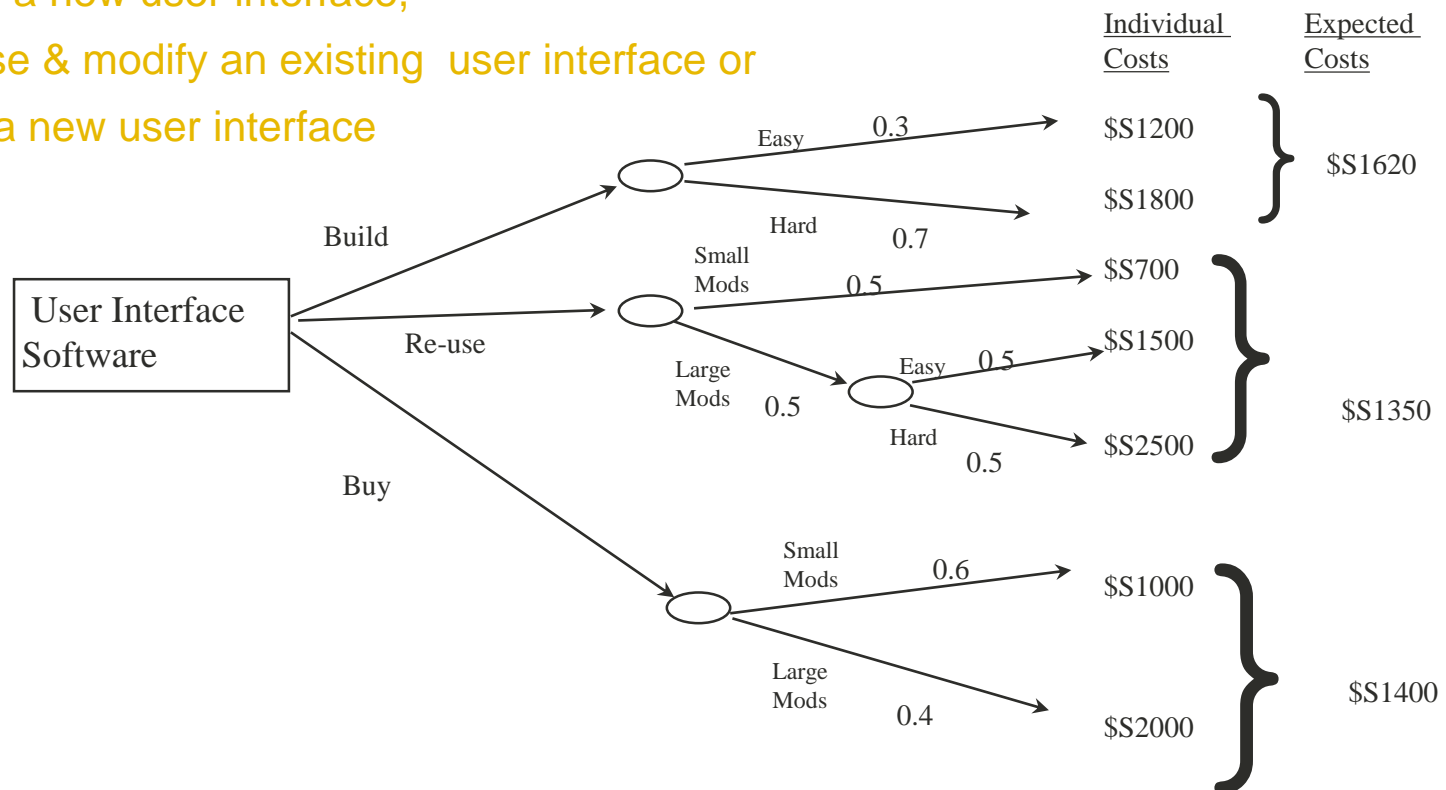 a new user interface,
se & modify an existing user interface or
a new user interface
Individual
Costs
Expected
Costs
Easy
0.3
$S1200
$S1620
$S1800
Hard
0.7
Build
Small
Mods
0.5
$S700
User Interface
Software
Re-use
$S1500
Large
Mods
0.5
Easy
0.5
$S1350
Hard
0.5
$S2500
Buy
Small
Mods
0.6
$S1000
Large
Mods
0.4
$S1400
$S2000